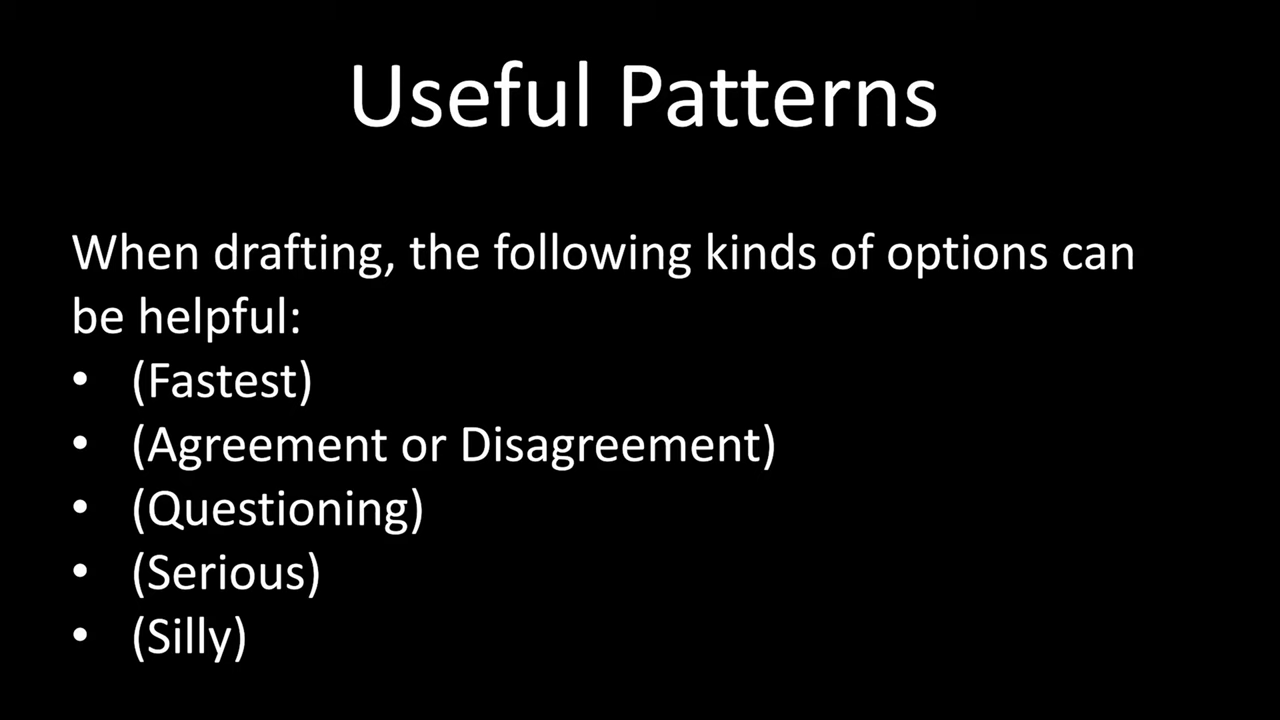 Useful Patterns
When drafting, the following kinds of options can
be helpful:
• (Fastest)
• (Agreement or Disagreement)
• (Questioning)
• (Serious)
• (Silly)